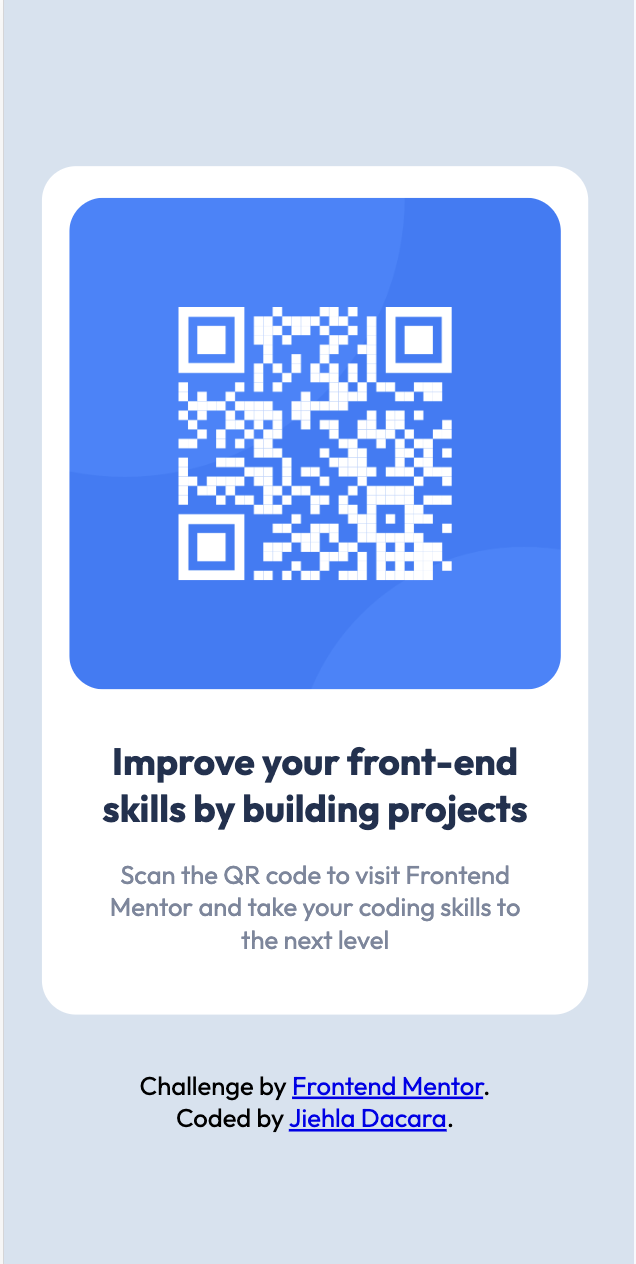 Improve your front-end
skills by building projects
Scan the QR code to visit Frontend
Mentor and take your coding skills to
the next level
Challenge by Frontend Mentor.
Coded by Jiehla Dacara.